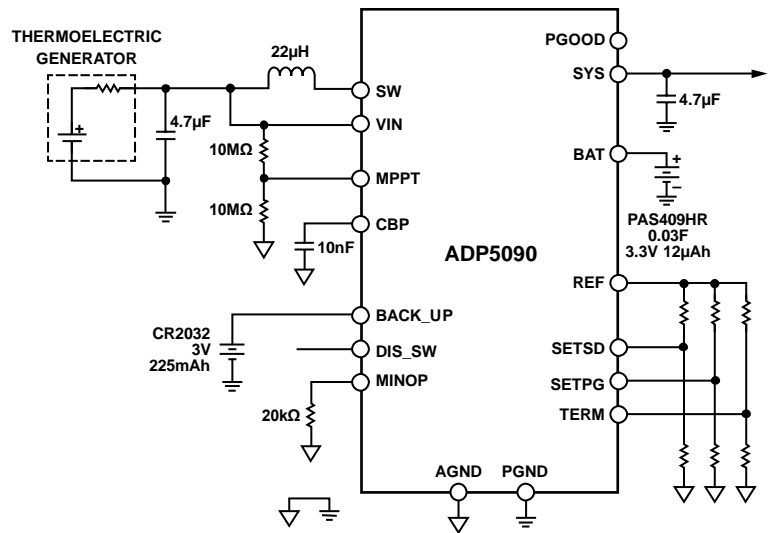 THERMOELECTRIC
GENERATOR
+
4.7µF
22µH
10MΩ
10MΩ
10nF
CR2032
3V
225mAh
20kΩ
SW
VIN
MPPT
CBP
BACK_UP
DIS_SW
MINOP
ADP5090
AGND
PGND
PGOOD
SYS
BAT
REF
SETSD
SETPG
TERM
4.7µF
+
–
PAS409HR
0.03F
3.3V 12µAh